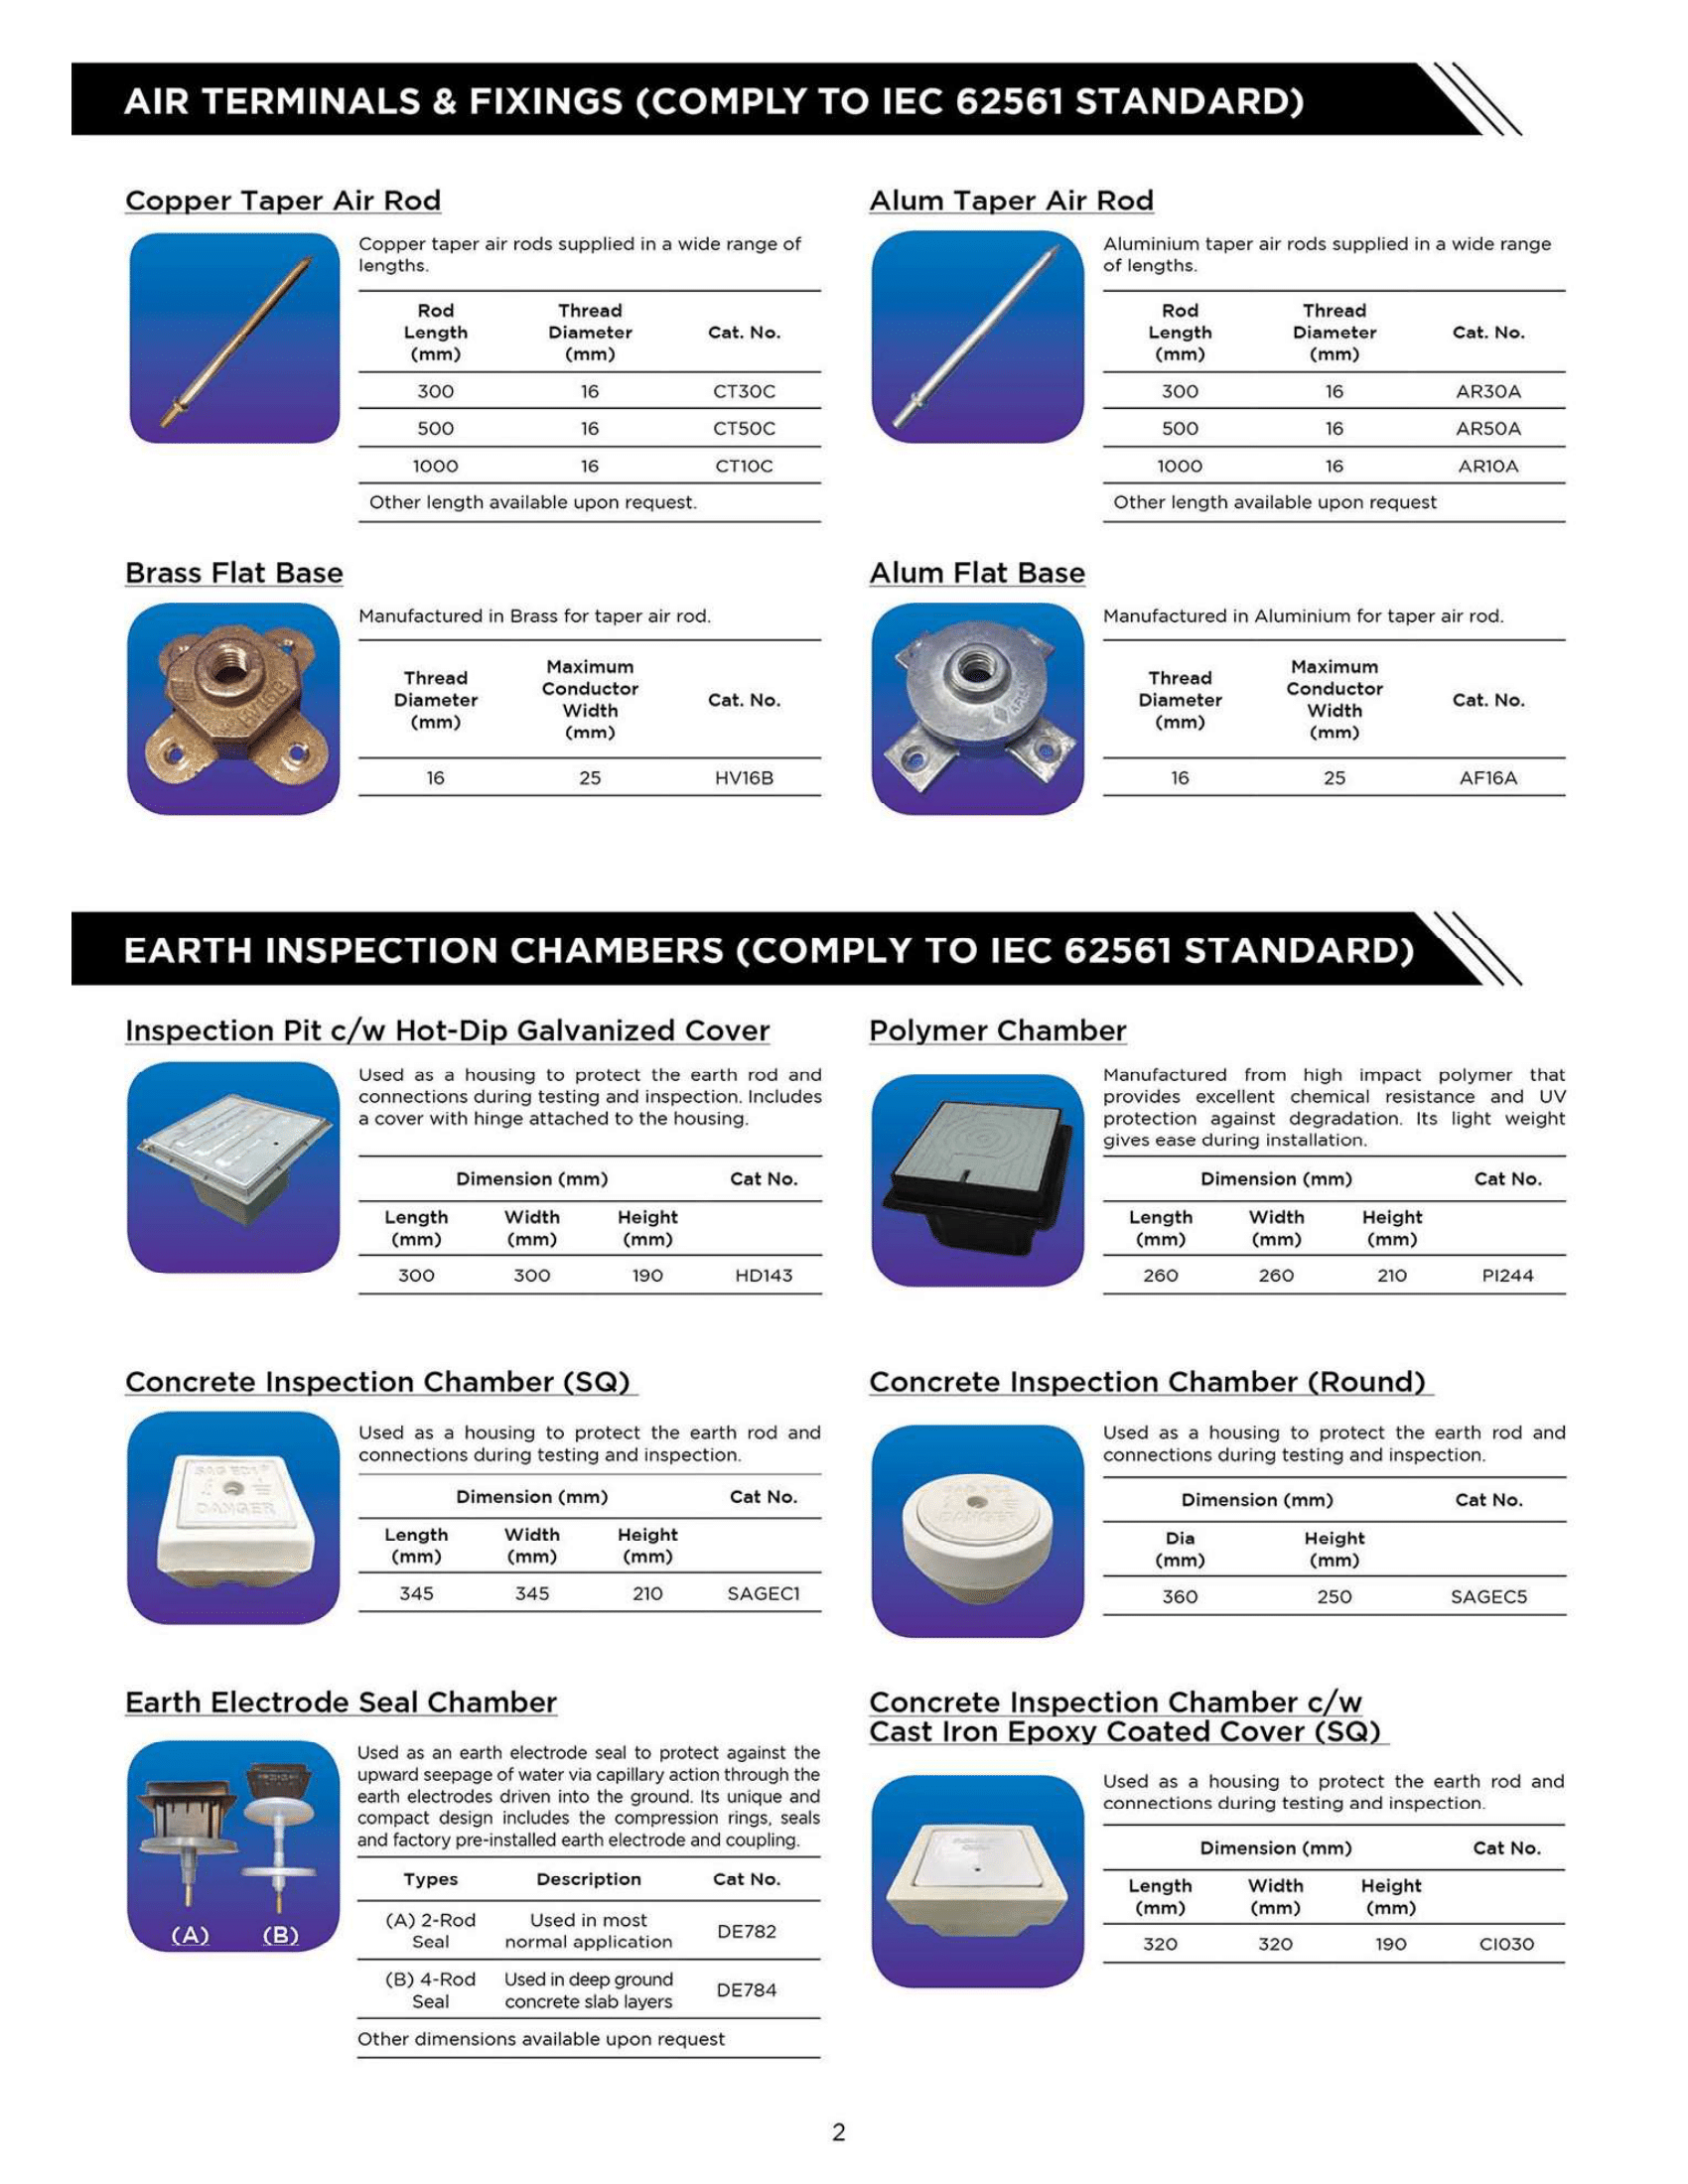 AIR TERMINALS & FIXINGS (COMPLY TO IEC 62561 STANDARD)
Copper Taper Air Rod
Copper taper air rods supplied in a wide range of
lengths.
Rod Length (mm) Thread Diameter (mm) Cat. No.
300 16 CT30C
500 16 CT50C
1000 16 CT10C
Other length available upon request.
Alum Taper Air Rod
Aluminium taper air rods supplied in a wide range
of lengths.
Rod Length (mm) Thread Diameter (mm) Cat. No.
300 16 AR30A
500 16 AR50A
1000 16 AR10A
Other length available upon request
Brass Flat Base
Manufactured in Brass for taper air rod.
Thread Diameter (mm) Maximum Conductor Width (mm) Cat. No.
16 25 HV16B
Alum Flat Base
Manufactured in Aluminium for taper air rod.
Thread Diameter (mm) Maximum Conductor Width (mm) Cat. No.
16 25 AF16A
EARTH INSPECTION CHAMBERS (COMPLY TO IEC 62561 STANDARD)
Inspection Pit c/w Hot-Dip Galvanized Cover
Used as a housing to protect the earth rod and
connections during testing and inspection. Includes
a cover with hinge attached to the housing.
Dimension (mm) Cat No.
Length (mm) Width (mm) Height (mm)
300 300 190 HD143
Polymer Chamber
Manufactured from high impact polymer that
provides excellent chemical resistance and UV
protection against degradation. Its light weight
gives ease during installation.
Dimension (mm) Cat No.
Length (mm) Width (mm) Height (mm)
260 260 210 PI244
Concrete Inspection Chamber (SQ)
SAG EC1
DANGER
Used as a housing to protect the earth rod and
connections during testing and inspection.
Dimension (mm) Cat No.
Length (mm) Width (mm) Height (mm)
345 345 210 SAGEC1
Concrete Inspection Chamber (Round)
DANGER
Used as a housing to protect the earth rod and
connections during testing and inspection.
Dimension (mm) Cat No.
Dia (mm) Height (mm)
360 250 SAGEC5
Earth Electrode Seal Chamber
(A) (B)
Used as an earth electrode seal to protect against the
upward seepage of water via capillary action through the
earth electrodes driven into the ground. Its unique and
compact design includes the compression rings, seals
and factory pre-installed earth electrode and coupling.
Types Description Cat No.
(A) 2-Rod Seal Used in most normal application DE782
(B) 4-Rod Seal Used in deep ground concrete slab layers DE784
Other dimensions available upon request
Concrete Inspection Chamber c/w
Cast Iron Epoxy Coated Cover (SQ)
Used as a housing to protect the earth rod and
connections during testing and inspection.
Dimension (mm) Cat No.
Length (mm) Width (mm) Height (mm)
320 320 190 CI030
2